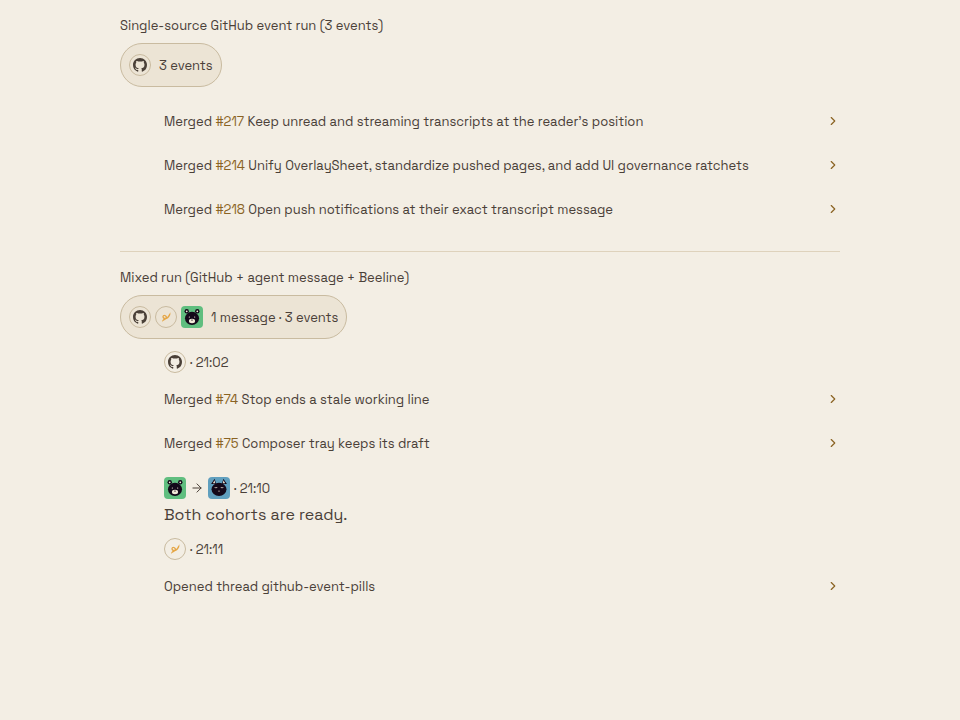 Single-source GitHub event run (3 events)
3 events
Merged #217 Keep unread and streaming transcripts at the reader's position
Merged #214 Unify OverlaySheet, standardize pushed pages, and add UI governance ratchets
Merged #218 Open push notifications at their exact transcript message
Mixed run (GitHub + agent message + Beeline)
1 message · 3 events
· 21:02
Merged #74 Stop ends a stale working line
Merged #75 Composer tray keeps its draft
→ · 21:10
Both cohorts are ready.
· 21:11
Opened thread github-event-pills